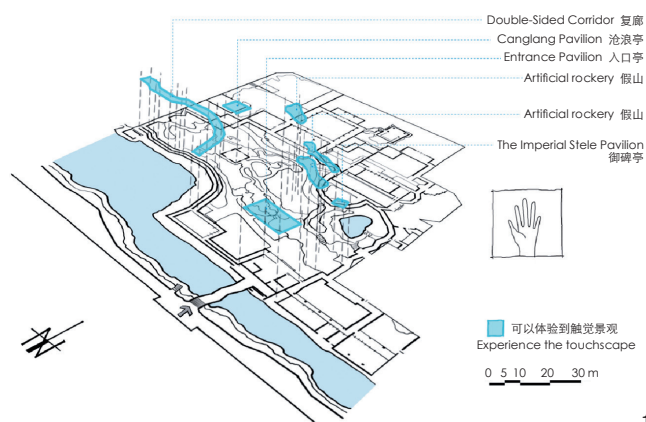 Double-Sided Corridor 复廊
Canglang Pavilion 沧浪亭
Entrance Pavilion 入口亭
Artificial rockery 假山
Artificial rockery 假山
The Imperial Stele Pavilion
御碑亭
可以体验到触觉景观
Experience the touchscape
0 5 10 20 30 m
N